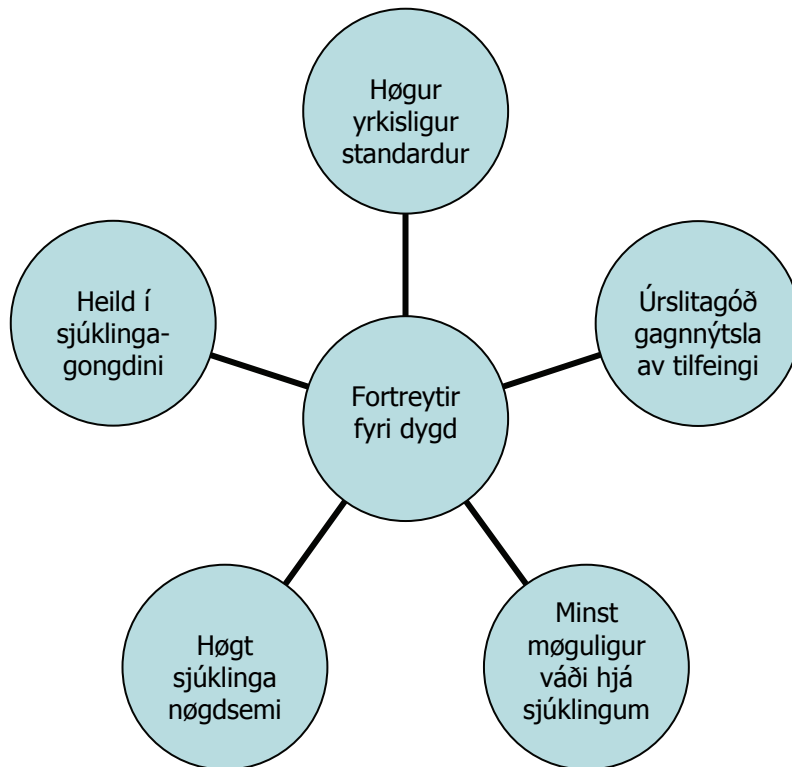 Høgur
yrkisligur
standardur
Heild í
sjúklinga-
gongdini
Úrslitagóð
gagnnýtsla
av tilfeingi
Fortreytir
fyri dygd
Høgt
sjúklinga
nøgdsemi
Minst
møguligur
váði hjá
sjúklingum